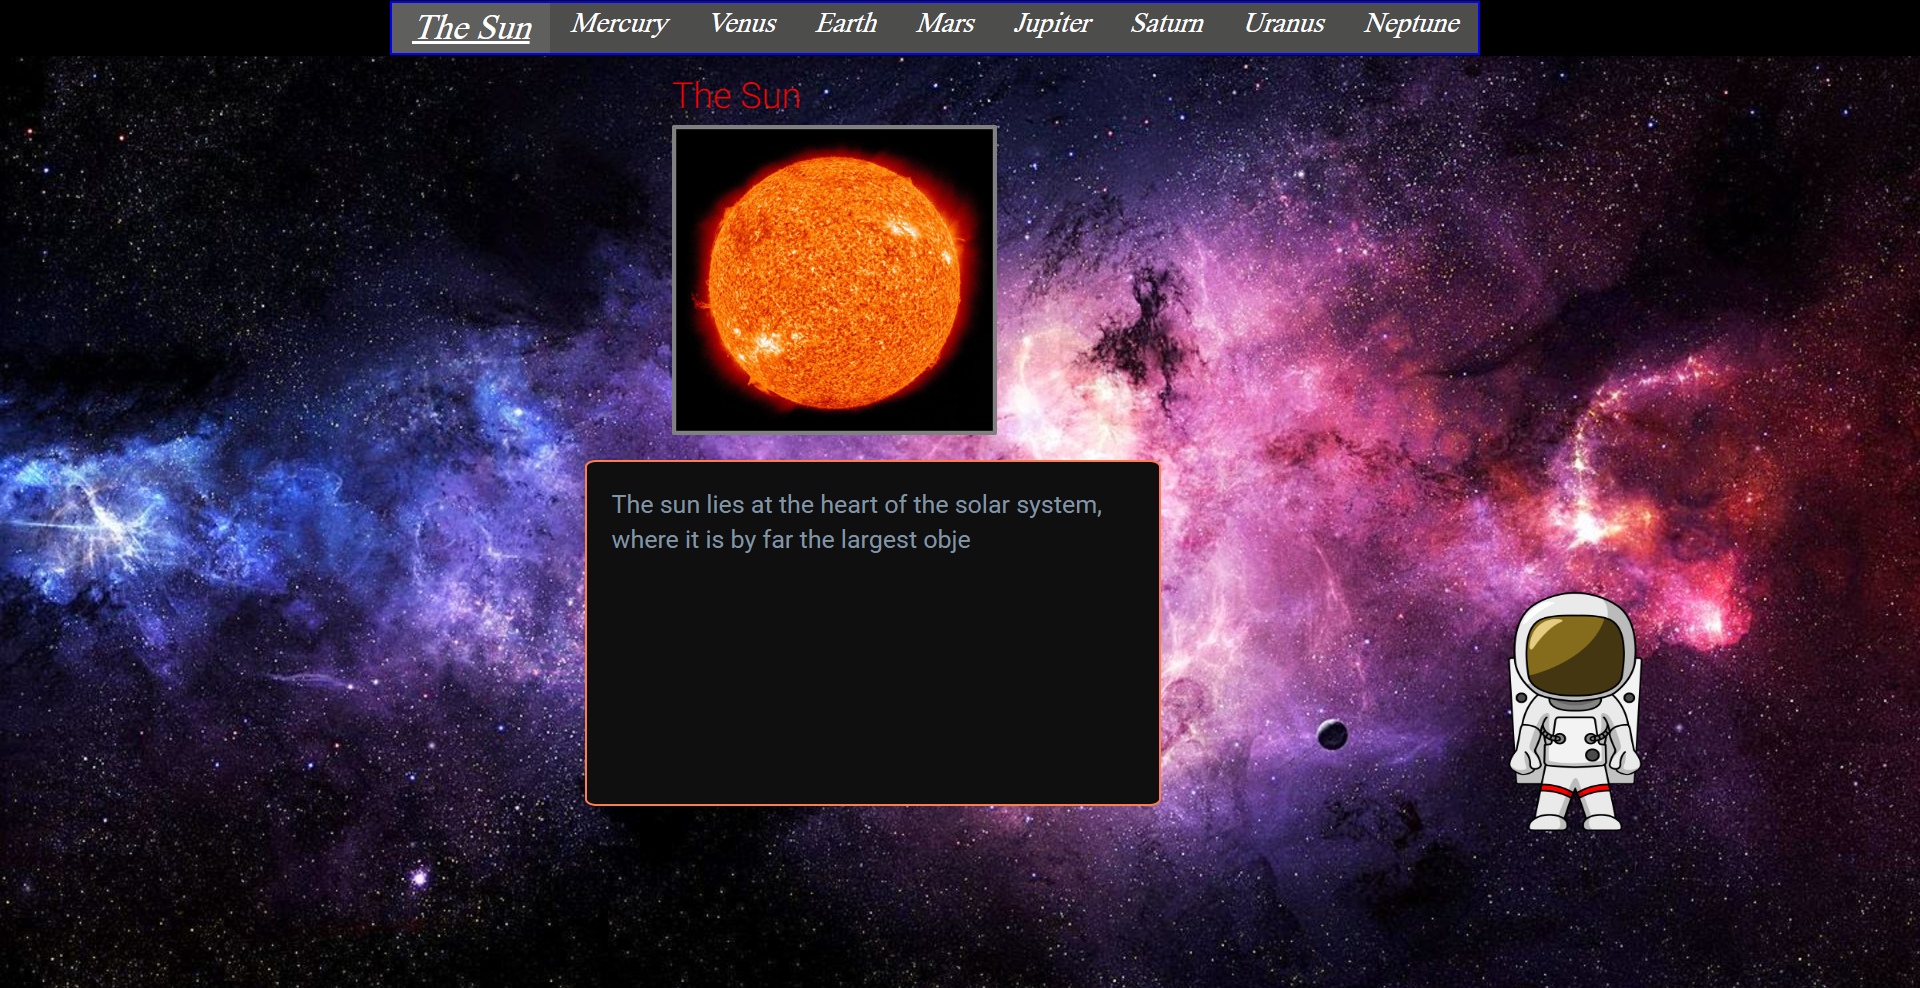 The Sun Mercury Venus Earth Mars Jupiter Saturn Uranus Neptune
The Sun
The sun lies at the heart of the solar system,
where it is by far the largest obje